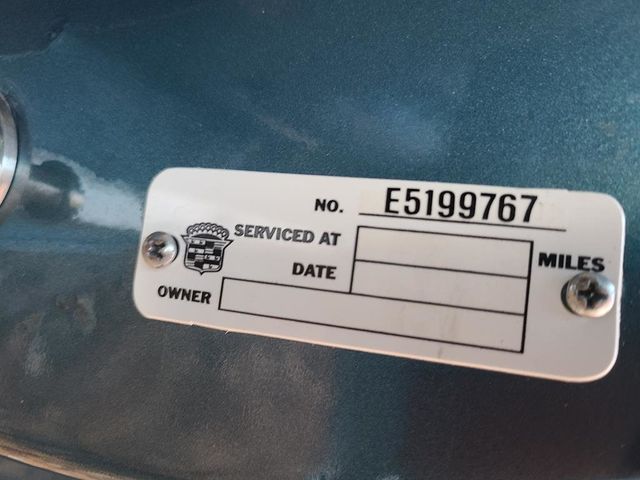 NO. E5199767
SERVICED AT MILES
DATE
OWNER